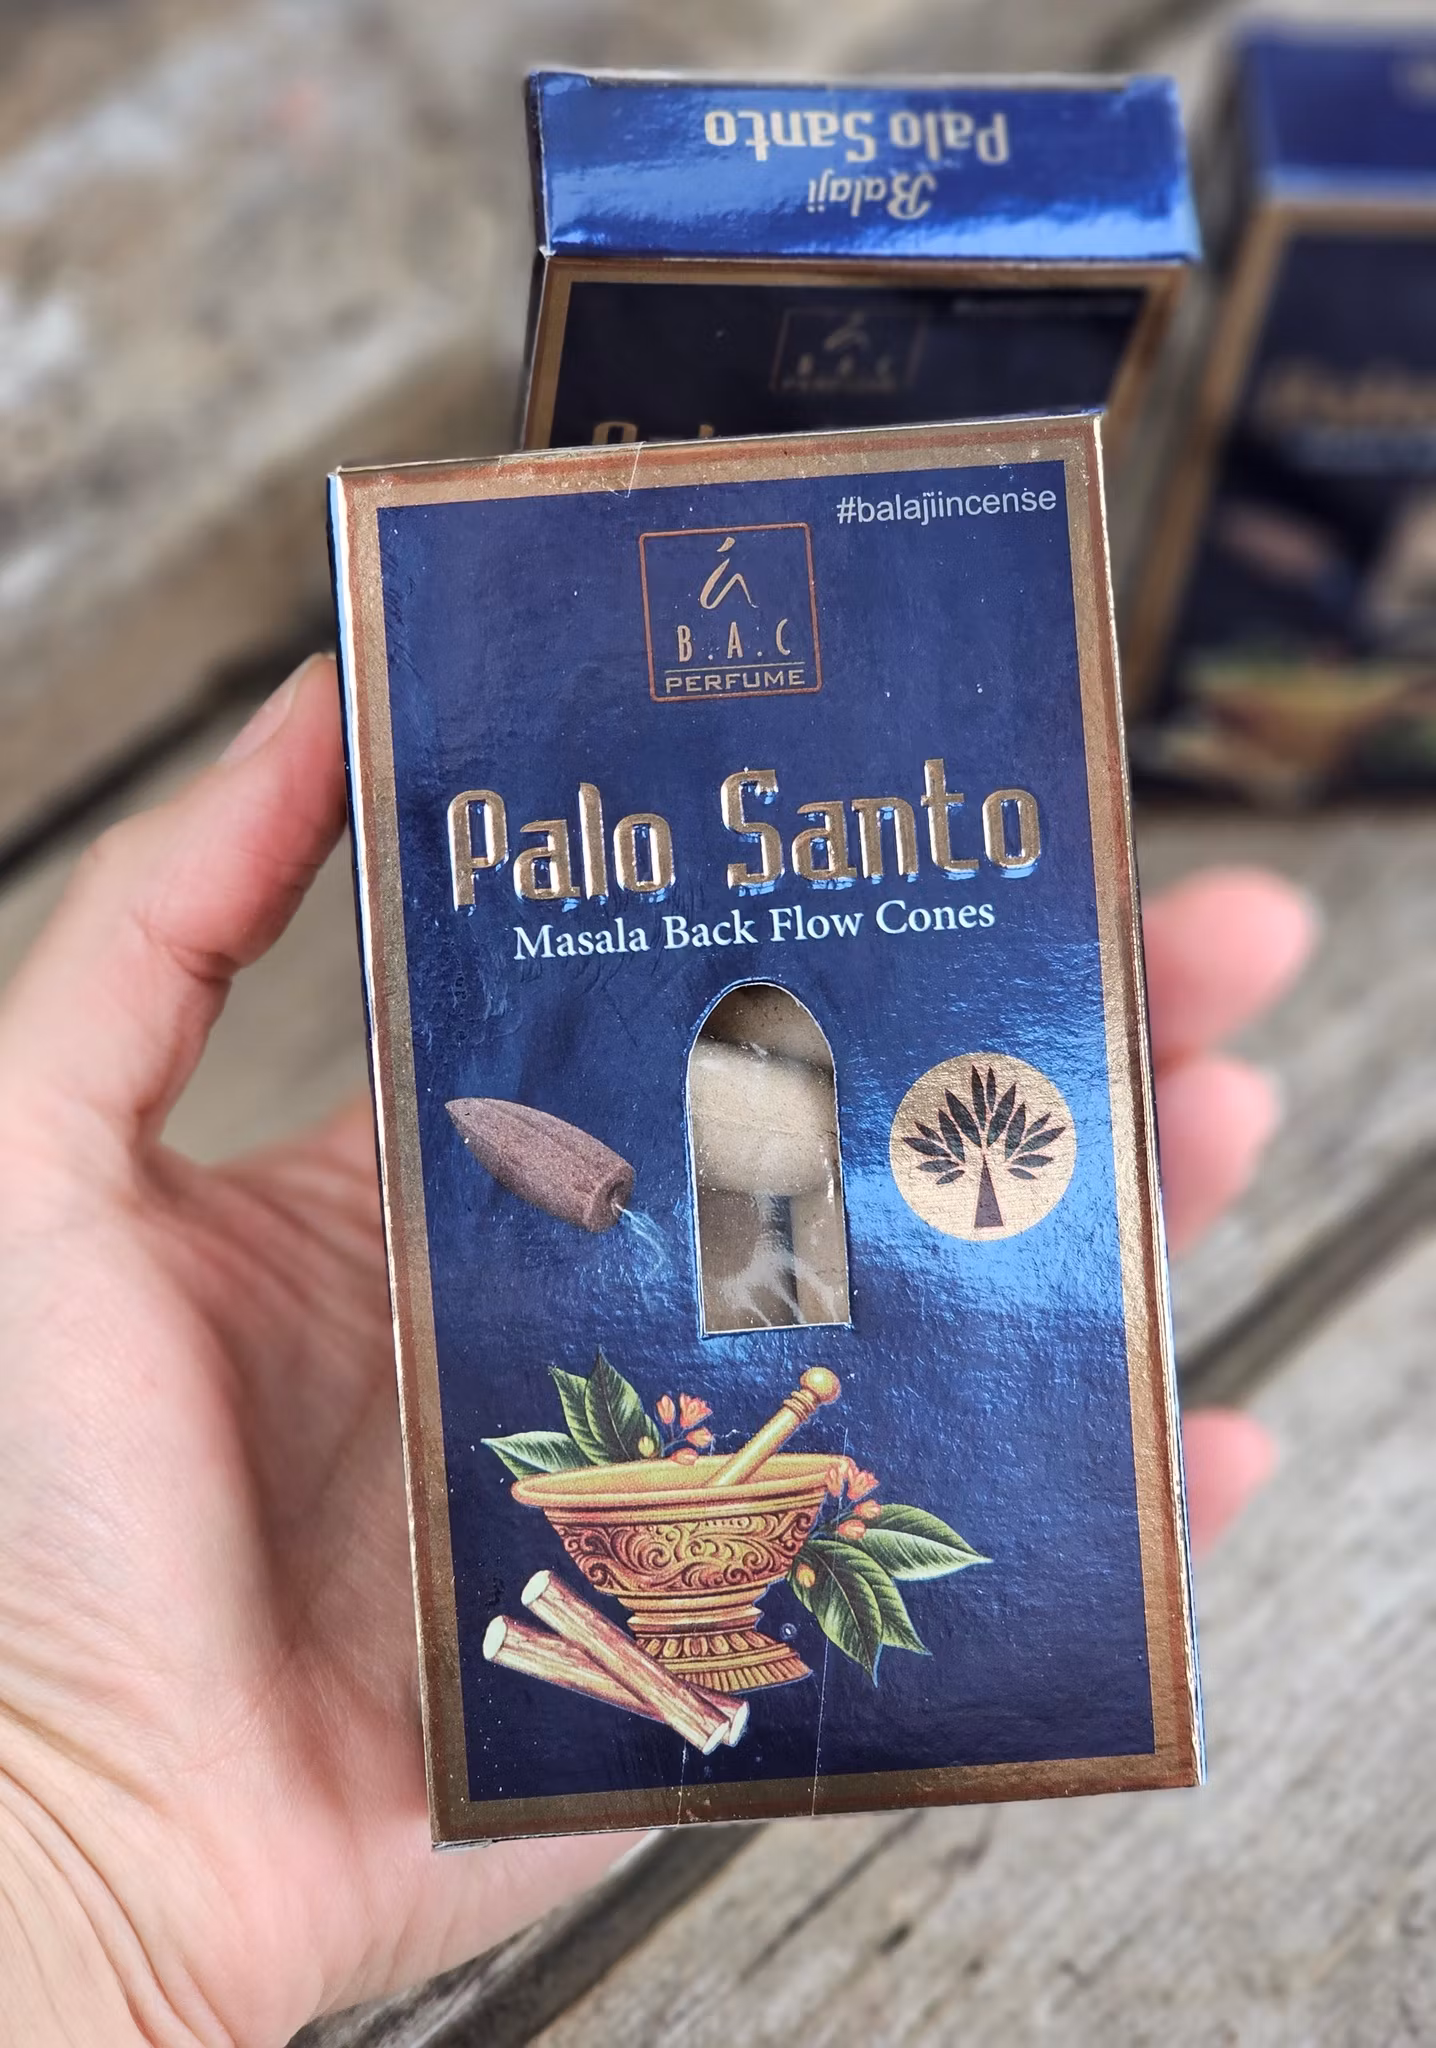 Palo Santo
Balaji
B.A.C
PERFUME
#balajiincense
B.A.C
PERFUME
Palo Santo
Masala Back Flow Cones